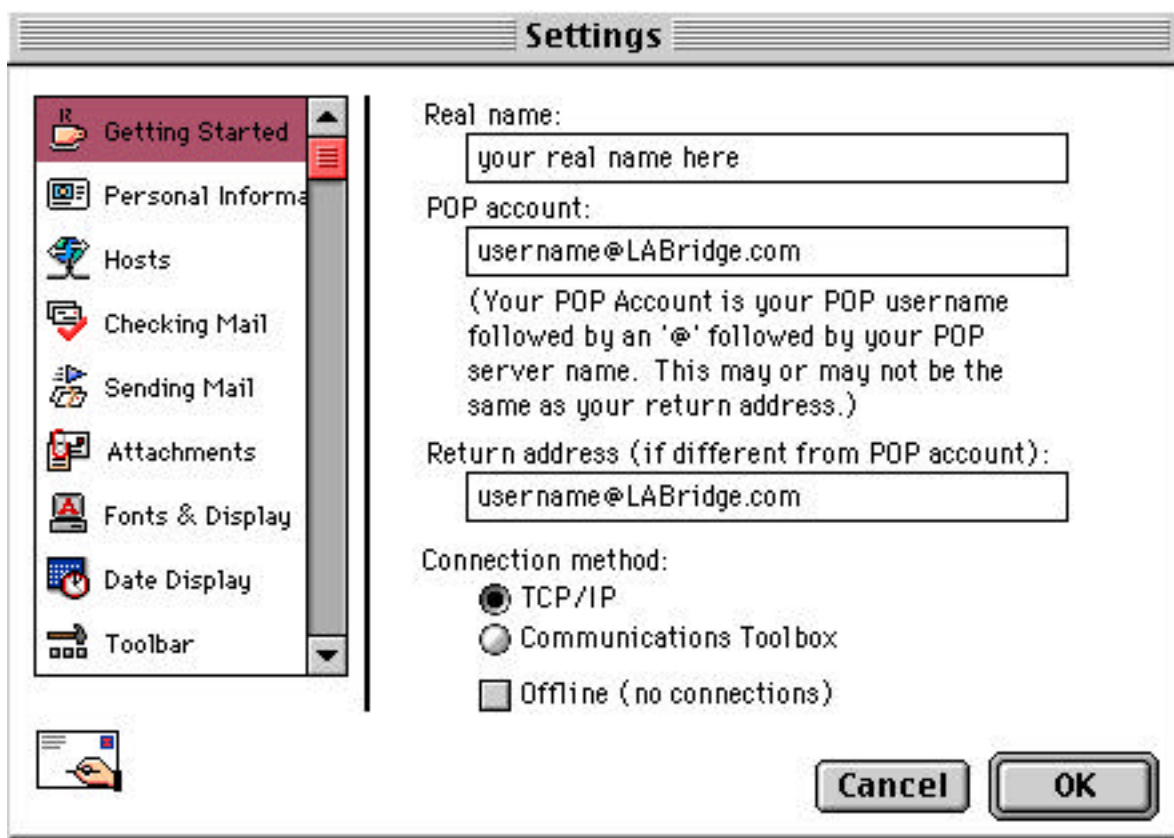 Settings
Getting Started
Personal Informa
Hosts
Checking Mail
Sending Mail
Attachments
Fonts & Display
Date Display
Toolbar
Real name:
your real name here
POP account:
username@LABridge.com
(Your POP Account is your POP username
followed by an '@' followed by your POP
server name. This may or may not be the
same as your return address.)
Return address (if different from POP account):
username@LABridge.com
Connection method:
TCP/IP
Communications Toolbox
Offline (no connections)
Cancel
OK